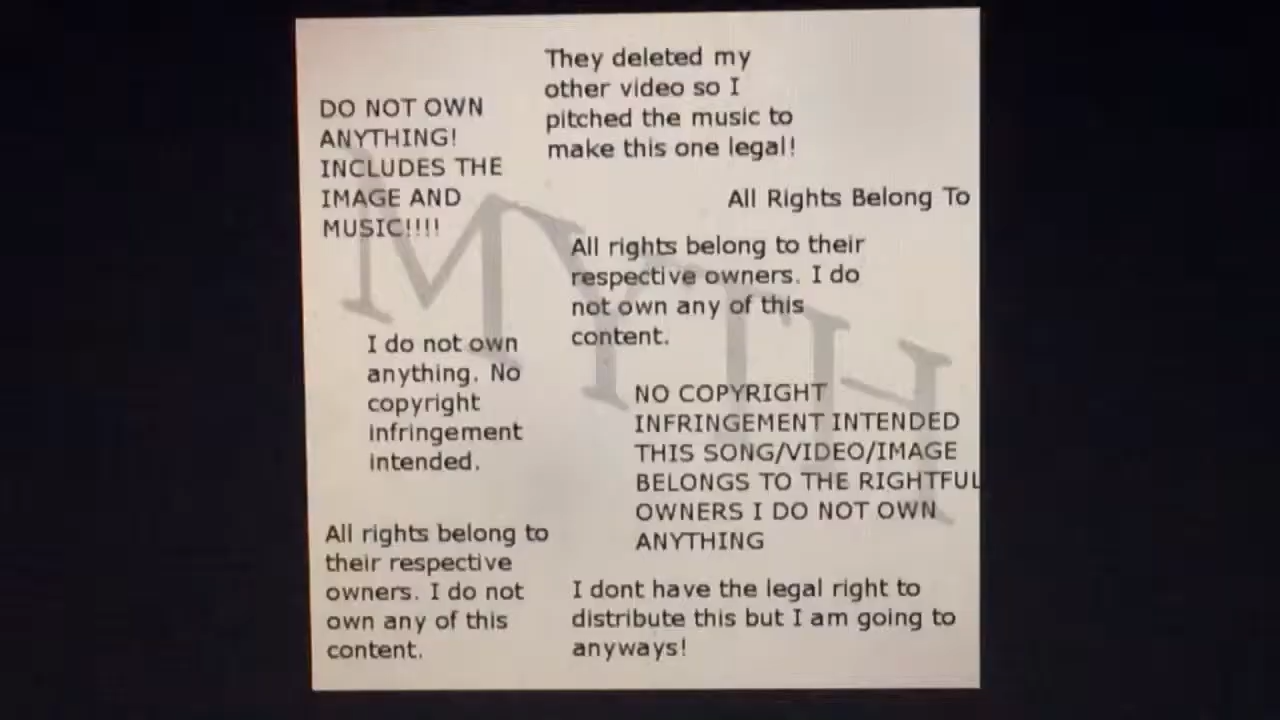 They deleted my
other video so I
pitched the music to
make this one legal!
DO NOT OWN
ANYTHING!
INCLUDES THE
IMAGE AND
MUSIC!!!!
All Rights Belong To
All rights belong to their
respective owners. I do
not own any of this
content.
I do not own
anything. No
copyright
infringement
intended.
NO COPYRIGHT
INFRINGEMENT INTENDED
THIS SONG/VIDEO/IMAGE
BELONGS TO THE RIGHTFUL
OWNERS I DO NOT OWN
ANYTHING
All rights belong to
their respective
owners. I do not
own any of this
content.
I dont have the legal right to
distribute this but I am going to
anyways!
MYTH